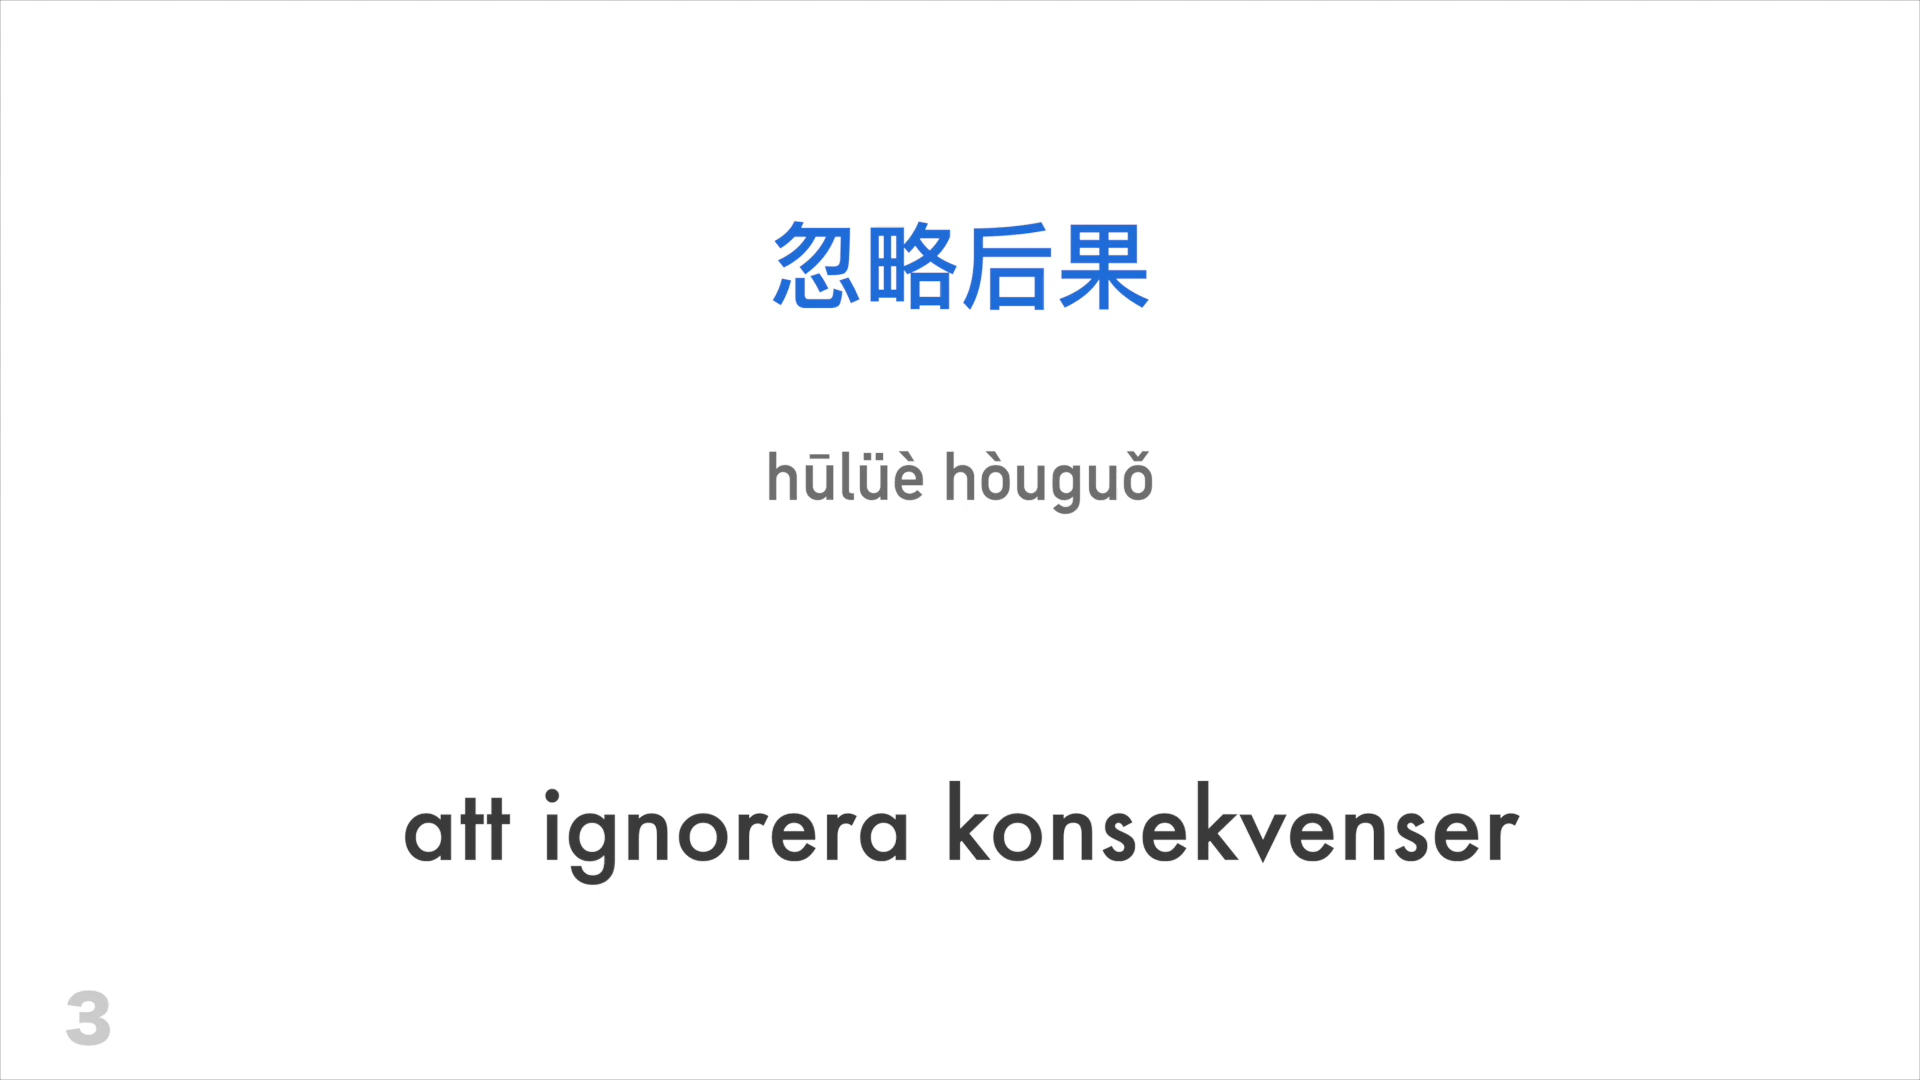 忽略后果
hūlüè hòuguǒ
att ignorera konsekvenser
3